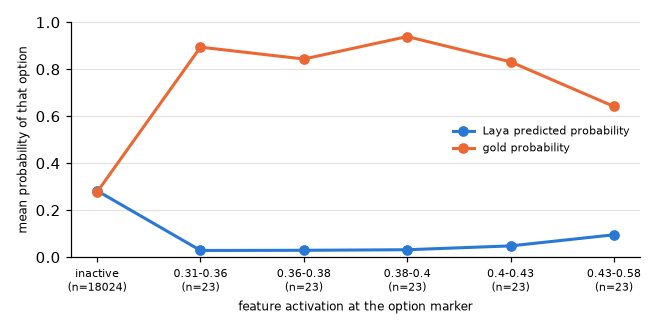 1.0
0.8
0.6
0.4
0.2
0.0
mean probability of that option
Laya predicted probability
gold probability
inactive
(n=18024)
0.31-0.36
(n=23)
0.36-0.38
(n=23)
0.38-0.4
(n=23)
0.4-0.43
(n=23)
0.43-0.58
(n=23)
feature activation at the option marker